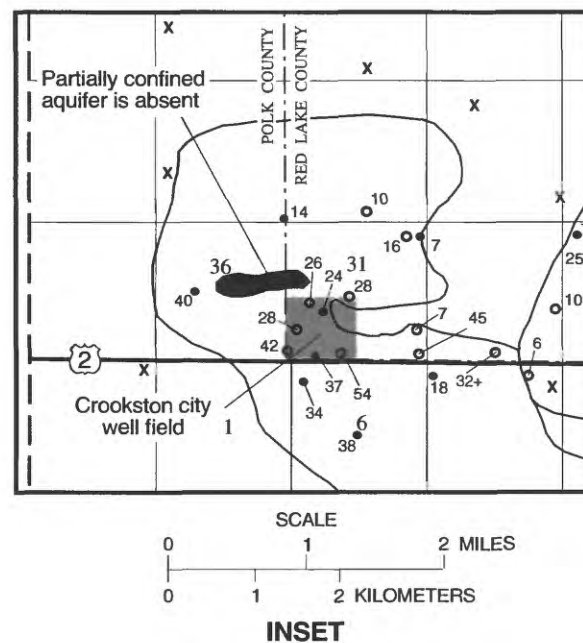 Partially confined
aquifer is absent
POLK COUNTY
RED LAKE COUNTY
14
10
16
7
25
36
26
24
31
28
10
40
28
7
45
42
6
2
37
54
18
32+
34
Crookston city
well field
1
6
38
X
X
X
X
X
X
X
SCALE
0 1 2 MILES
0 1 2 KILOMETERS
INSET